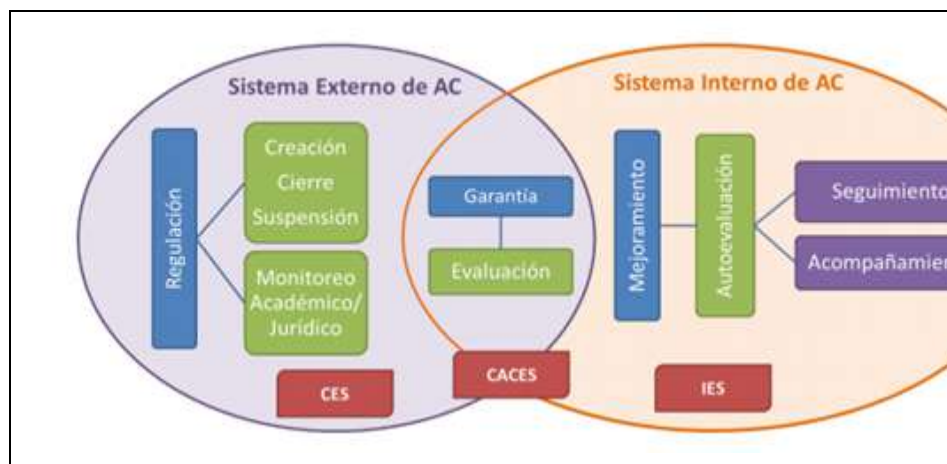 Sistema Externo de AC
Regulación
Creación
Cierre
Suspensión
Monitoreo
Académico/
Jurídico
CES
Garantía
Evaluación
CACES
Sistema Interno de AC
Mejoramiento
Autoevaluación
Seguimiento
Acompañamien
IES